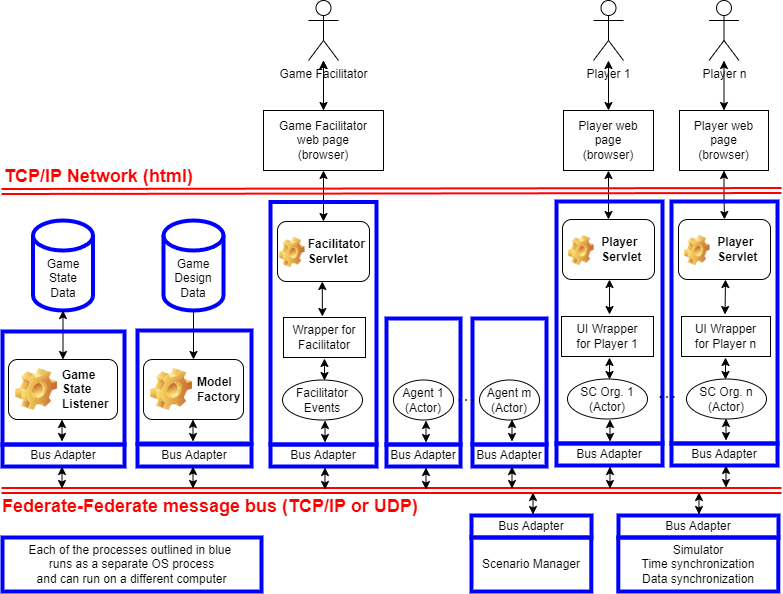 Game Facilitator
Player 1
Player n
Game Facilitator
web page
(browser)
Player web
page
(browser)
Player web
page
(browser)
TCP/IP Network (html)
Game
State
Data
Game
Design
Data
Facilitator
Servlet
Player
Servlet
Player
Servlet
Wrapper for
Facilitator
UI Wrapper
for Player 1
UI Wrapper
for Player n
Game
State
Listener
Model
Factory
Facilitator
Events
Agent 1
(Actor)
...
Agent m
(Actor)
SC Org. 1
(Actor)
...
SC Org. n
(Actor)
Bus Adapter
Bus Adapter
Bus Adapter
Bus Adapter
Bus Adapter
Bus Adapter
Bus Adapter
Federate-Federate message bus (TCP/IP or UDP)
Bus Adapter
Scenario Manager
Bus Adapter
Simulator
Time synchronization
Data synchronization
Each of the processes outlined in blue
runs as a separate OS process
and can run on a different computer